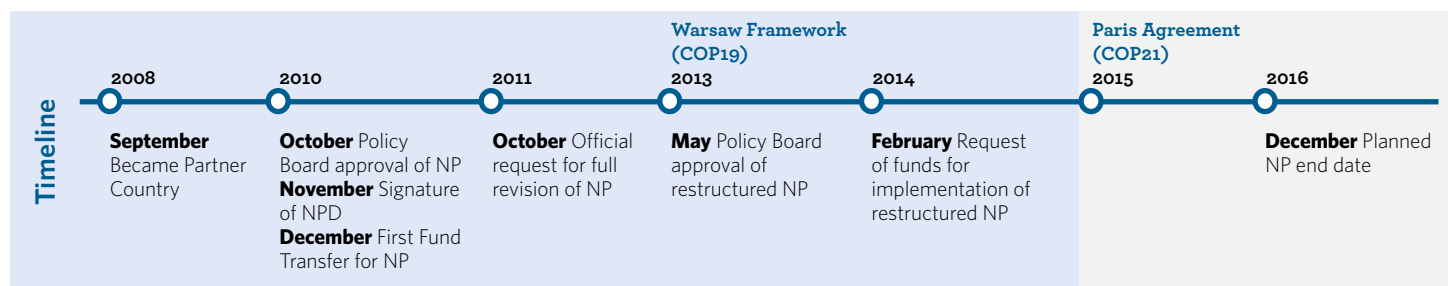 Timeline
2008
September
Became Partner
Country
2010
October Policy
Board approval of NP
November Signature
of NPD
December First Fund
Transfer for NP
2011
October Official
request for full
revision of NP
Warsaw Framework
(COP19)
2013
May Policy Board
approval of
restructured NP
2014
February Request
of funds for
implementation of
restructured NP
Paris Agreement
(COP21)
2015
2016
December Planned
NP end date